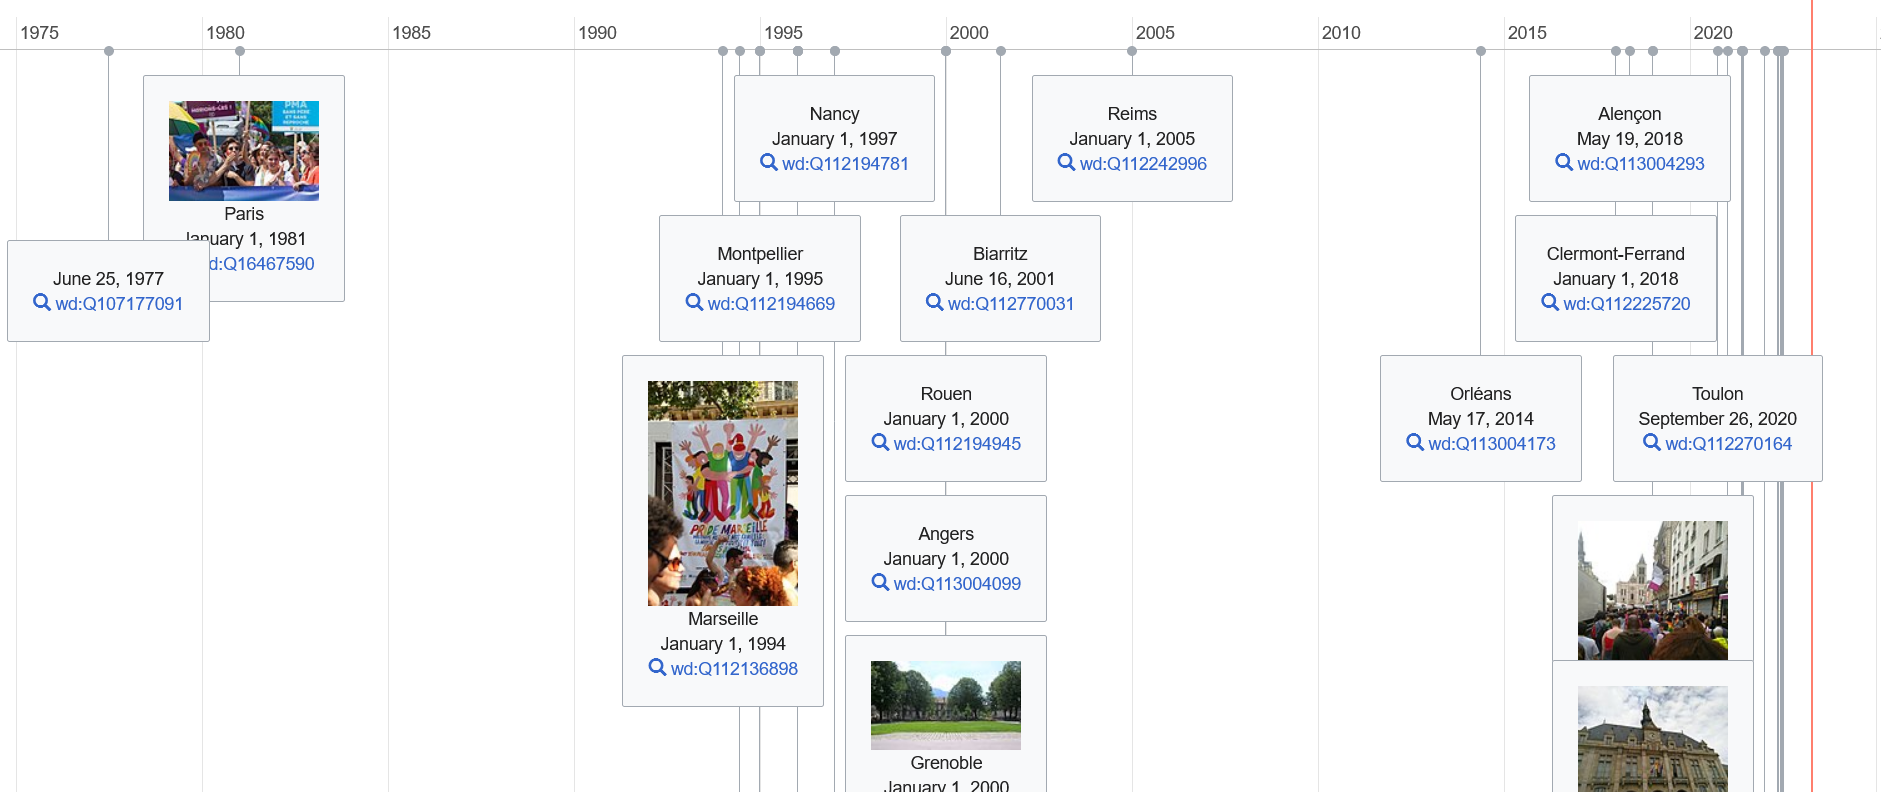 1975
1980
1985
1990
1995
2000
2005
2010
2015
2020
PMA
Paris
January 1, 1981
d:Q16467590
June 25, 1977
wd:Q107177091
Nancy
January 1, 1997
wd:Q112194781
Reims
January 1, 2005
wd:Q112242996
Alençon
May 19, 2018
wd:Q113004293
Montpellier
January 1, 1995
wd:Q112194669
Biarritz
June 16, 2001
wd:Q112770031
Clermont-Ferrand
January 1, 2018
wd:Q112225720
PRIDE MARSEILLE
Marseille
January 1, 1994
wd:Q112136898
Rouen
January 1, 2000
wd:Q112194945
Orléans
May 17, 2014
wd:Q113004173
Toulon
September 26, 2020
wd:Q112270164
Angers
January 1, 2000
wd:Q113004099
Grenoble
January 1, 2000